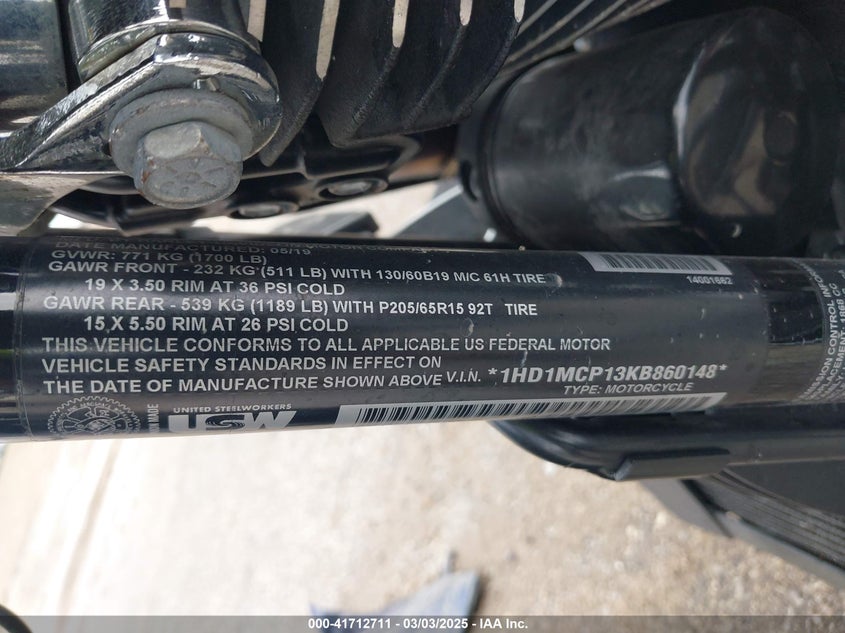 DATE MANUFACTURED: 05/19
GVWR: 771 KG (1700 LB)
GAWR FRONT - 232 KG (511 LB) WITH 130/60B19 M/C 61H TIRE
19 X 3.50 RIM AT 36 PSI COLD
GAWR REAR - 539 KG (1189 LB) WITH P205/65R15 92T TIRE
15 X 5.50 RIM AT 26 PSI COLD
THIS VEHICLE CONFORMS TO ALL APPLICABLE US FEDERAL MOTOR
VEHICLE SAFETY STANDARDS IN EFFECT ON
THE DATE OF MANUFACTURE SHOWN ABOVE V.I.N. *1HD1MCP13KB860148*
TYPE: MOTORCYCLE
14001662
UNITED STEELWORKERS
USW
000-41712711 - 03/03/2025 - IAA Inc.